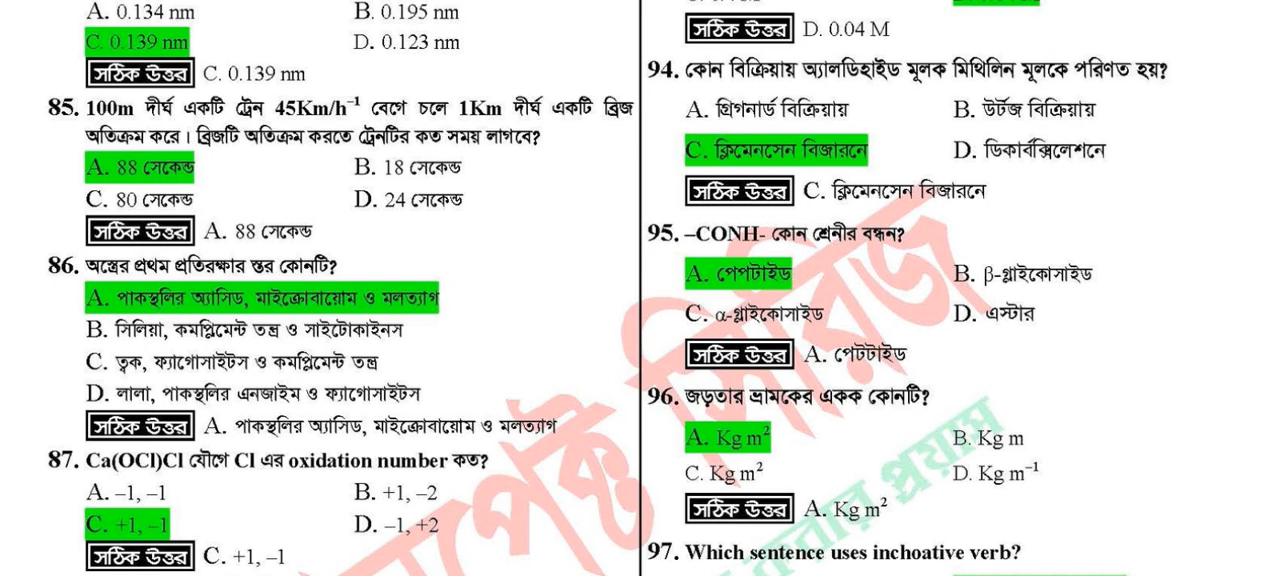 A. 0.134 nm B. 0.195 nm
C. 0.139 nm D. 0.123 nm
সঠিক উত্তর C. 0.139 nm
85. 100m দীর্ঘ একটি ট্রেন 45Km/h⁻¹ বেগে চলে 1Km দীর্ঘ একটি ব্রিজ
অতিক্রম করে। ব্রিজটি অতিক্রম করতে ট্রেনটির কত সময় লাগবে?
A. 88 সেকেন্ড B. 18 সেকেন্ড
C. 80 সেকেন্ড D. 24 সেকেন্ড
সঠিক উত্তর A. 88 সেকেন্ড
86. অন্ত্রের প্রথম প্রতিরক্ষার স্তর কোনটি?
A. পাকস্থলির অ্যাসিড, মাইক্রোবায়োম ও মলত্যাগ
B. সিলিয়া, কমপ্লিমেন্ট তন্ত্র ও সাইটোকাইনস
C. ত্বক, ফ্যাগোসাইটস ও কমপ্লিমেন্ট তন্ত্র
D. লালা, পাকস্থলির এনজাইম ও ফ্যাগোসাইটস
সঠিক উত্তর A. পাকস্থলির অ্যাসিড, মাইক্রোবায়োম ও মলত্যাগ
87. Ca(OCl)Cl যৌগে Cl এর oxidation number কত?
A. –1, –1 B. +1, –2
C. +1, –1 D. –1, +2
সঠিক উত্তর C. +1, –1
সঠিক উত্তর D. 0.04 M
94. কোন বিক্রিয়ায় অ্যালডিহাইড মূলক মিথিলিন মূলকে পরিণত হয়?
A. গ্রিগনার্ড বিক্রিয়ায় B. উর্টজ বিক্রিয়ায়
C. ক্লিমেনসেন বিজারনে D. ডিকার্বক্সিলেশনে
সঠিক উত্তর C. ক্লিমেনসেন বিজারনে
95. –CONH- কোন শ্রেনীর বন্ধন?
A. পেপটাইড B. β-গ্লাইকোসাইড
C. α-গ্লাইকোসাইড D. এস্টার
সঠিক উত্তর A. পেটটাইড
96. জড়তার ভ্রামকের একক কোনটি?
A. Kg m² B. Kg m
C. Kg m² D. Kg m⁻¹
সঠিক উত্তর A. Kg m²
97. Which sentence uses inchoative verb?
সিরিজ
প্রয়াস